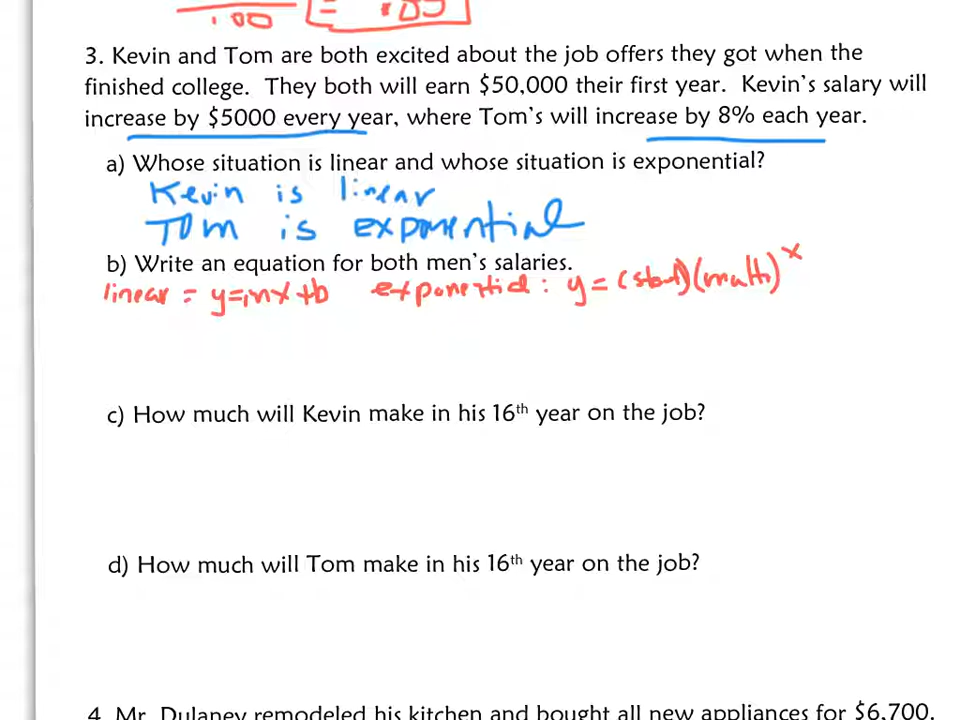 .00 = .85
3. Kevin and Tom are both excited about the job offers they got when the
finished college. They both will earn $50,000 their first year. Kevin's salary will
increase by $5000 every year, where Tom's will increase by 8% each year.
a) Whose situation is linear and whose situation is exponential?
Kevin is linear
Tom is exponential
b) Write an equation for both men's salaries.
linear = y=mx+b exponential : y = (start)(mult)^x
c) How much will Kevin make in his 16th year on the job?
d) How much will Tom make in his 16th year on the job?
4. Mr. Dulaney remodeled his kitchen and bought all new appliances for $6,700.